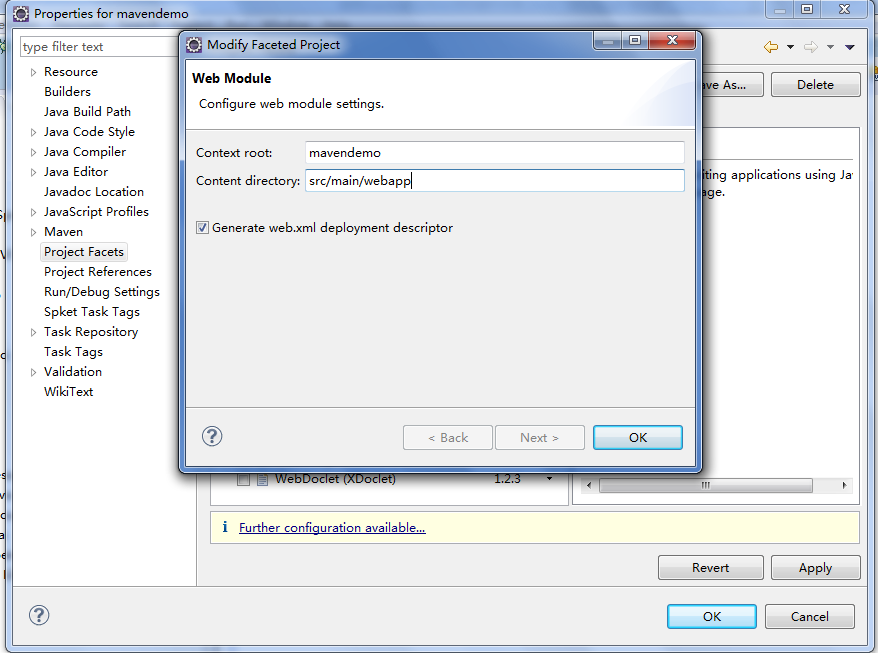 Properties for mavendemo
type filter text
Resource
Builders
Java Build Path
Java Code Style
Java Compiler
Java Editor
Javadoc Location
JavaScript Profiles
Maven
Project Facets
Project References
Run/Debug Settings
Spket Task Tags
Task Repository
Task Tags
Validation
WikiText
Modify Faceted Project
Web Module
Configure web module settings.
Context root: mavendemo
Content directory: src/main/webapp
Generate web.xml deployment descriptor
< Back Next > OK
As... Delete
iting applications using Ja
age.
WebDoclet (XDoclet) 1.2.3
Further configuration available...
Revert Apply
OK Cancel